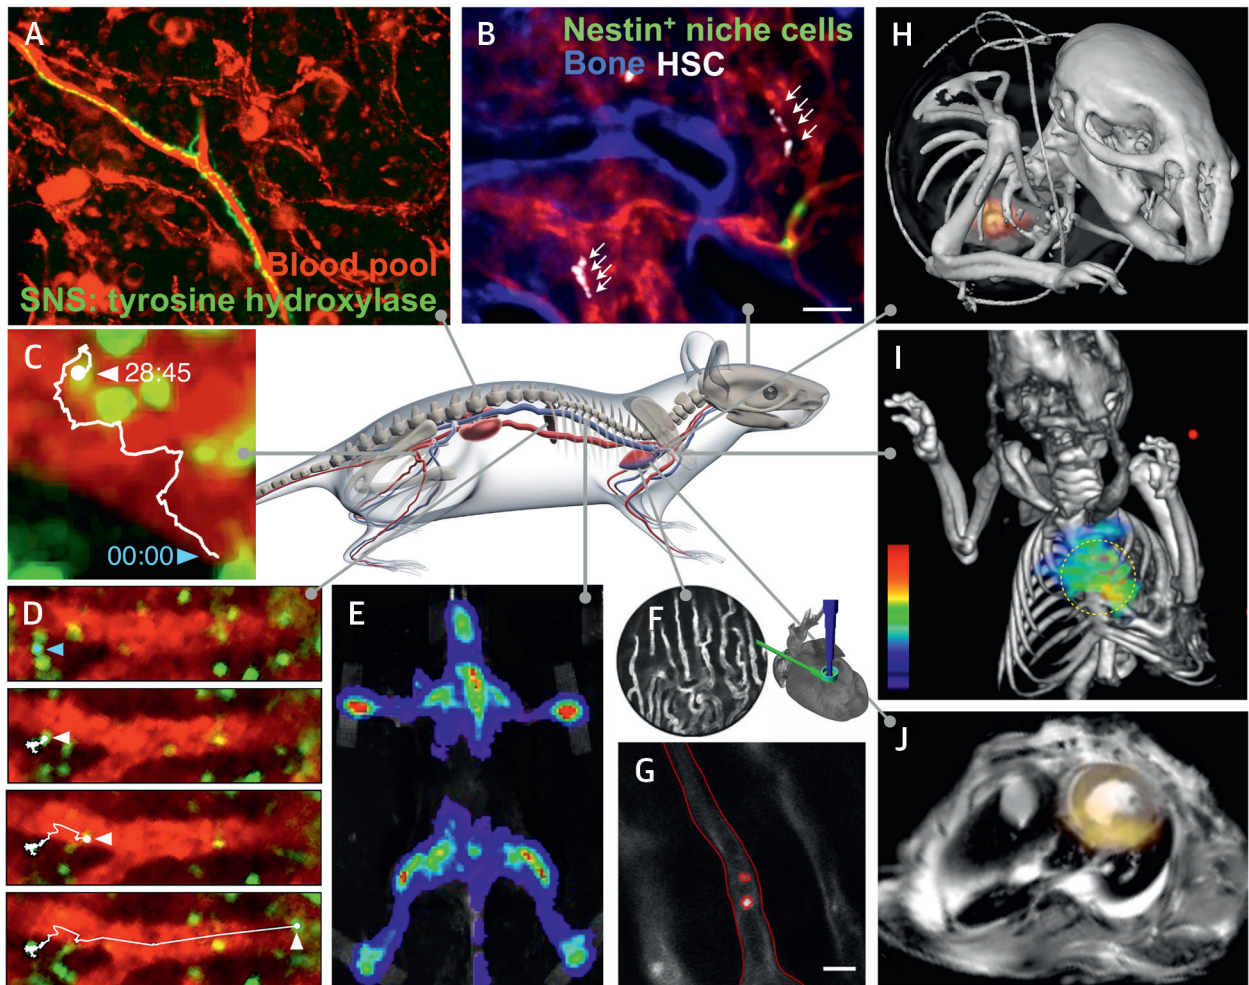 A
Blood pool
SNS: tyrosine hydroxylase
B
Nestin+ niche cells
Bone HSC
H
C
28:45
00:00
I
D
E
F
G
J